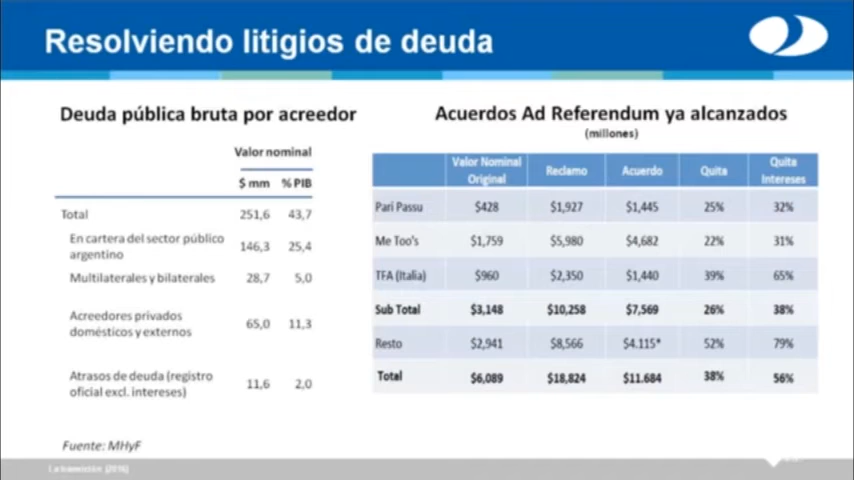 Resolviendo litigios de deuda
Deuda pública bruta por acreedor
Valor nominal
$ mm % PIB
Total 251,6 43,7
En cartera del sector público
argentino 146,3 25,4
Multilaterales y bilaterales 28,7 5,0
Acreedores privados
domésticos y externos 65,0 11,3
Atrasos de deuda (registro
oficial excl. intereses) 11,6 2,0
Fuente: MHyF
Acuerdos Ad Referendum ya alcanzados
(millones)
Valor Nominal
Original Reclamo Acuerdo Quita Quita
Intereses
Pari Passu $428 $1,927 $1,445 25% 32%
Me Too's $1,759 $5,980 $4,682 22% 31%
TFA (Italia) $960 $2,350 $1,440 39% 65%
Sub Total $3,148 $10,258 $7,569 26% 38%
Resto $2,941 $8,566 $4.115* 52% 79%
Total $6,089 $18,824 $11.684 38% 56%
(2016)